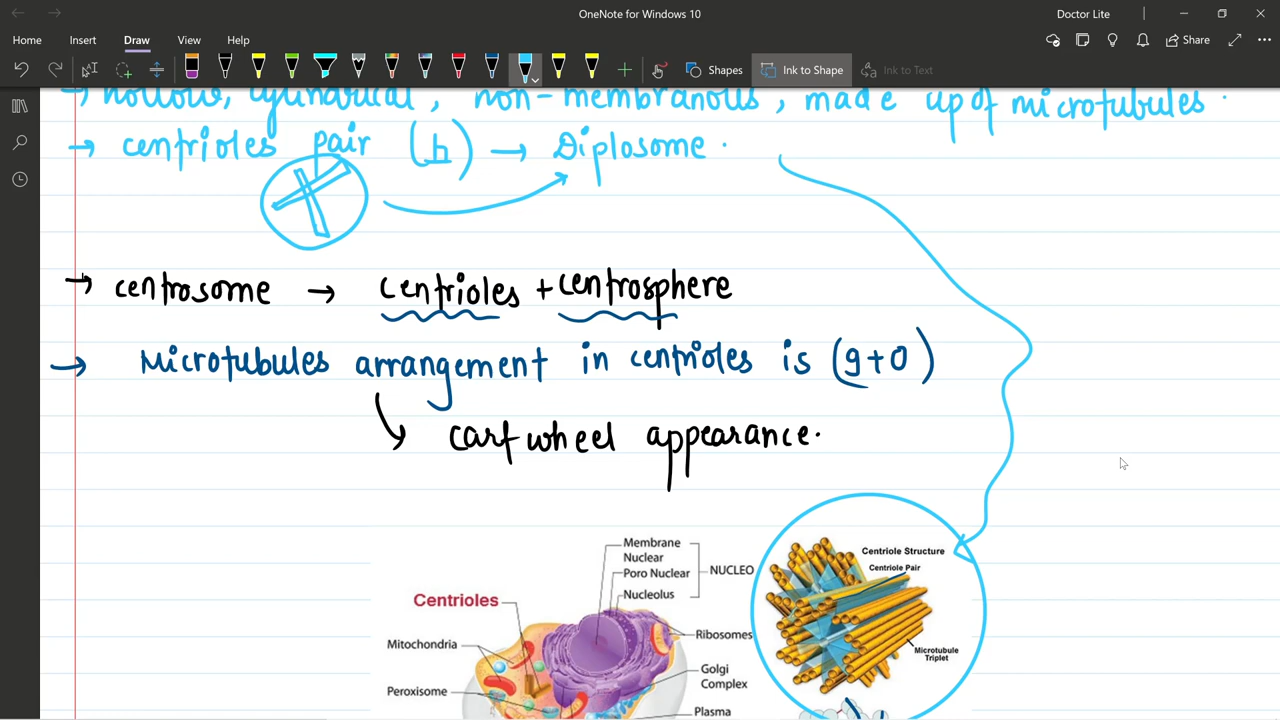 OneNote for Windows 10
Doctor Lite
Home Insert Draw View Help
Share
Shapes
Ink to Shape
Ink to Text
→ hollow, cylindrical, non-membranous, made up of microtubules.
→ centrioles pair (h) → Diplosome.
→ centrosome → centrioles + centrosphere
→ Microtubules arrangement in centrioles is (9+0)
cartwheel appearance.
Membrane
Nuclear
Poro Nuclear
NUCLEO
Nucleolus
Centrioles
Ribosomes
Mitochondria
Golgi
Complex
Peroxisome
Plasma
Centriole Structure
Centriole Pair
Microtubule
Triplet